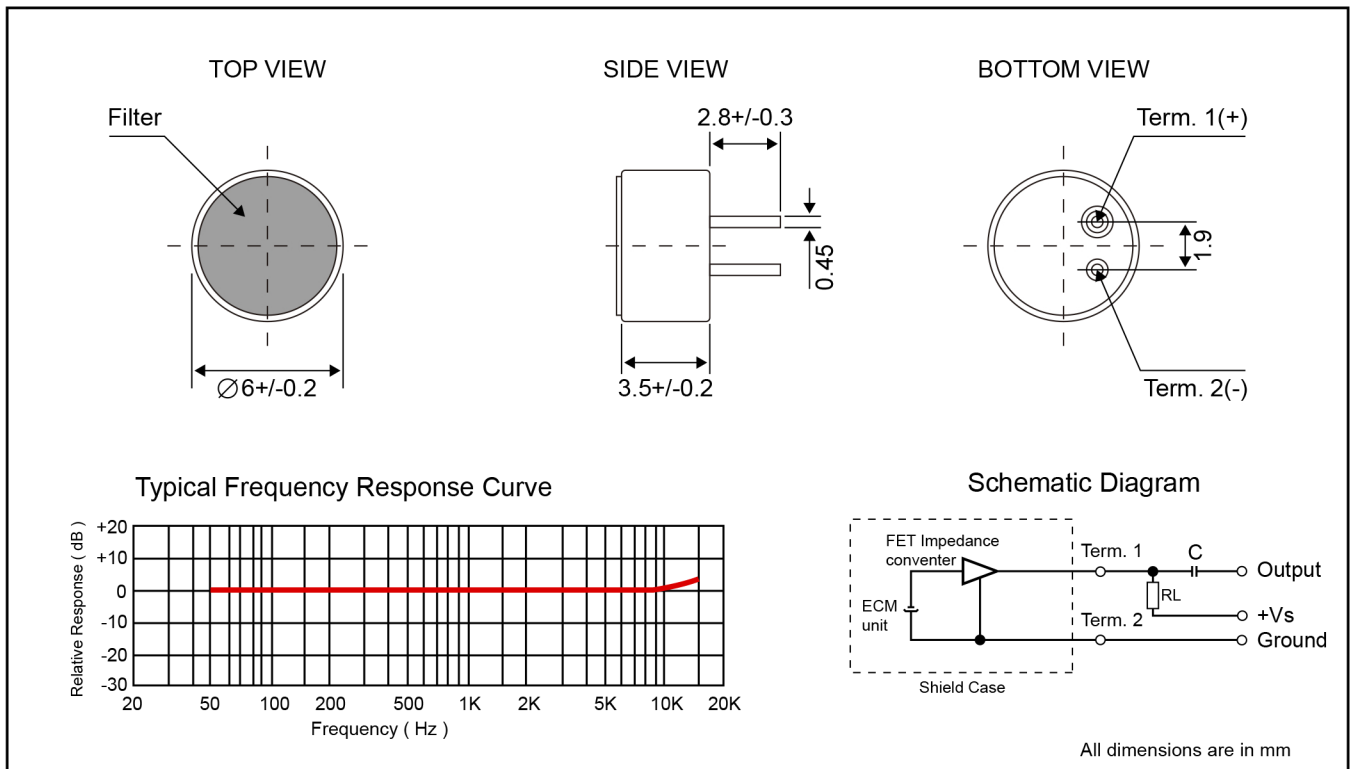 TOP VIEW
SIDE VIEW
BOTTOM VIEW
Filter
2.8+/-0.3
Term. 1(+)
0.45
1.9
∅6+/-0.2
3.5+/-0.2
Term. 2(-)
Typical Frequency Response Curve
Relative Response ( dB )
+20
+10
0
-10
-20
-30
20 50 100 200 500 1K 2K 5K 10K 20K
Frequency ( Hz )
Schematic Diagram
FET Impedance
conventer
ECM
unit
Shield Case
Term. 1
C
Output
RL
+Vs
Term. 2
Ground
All dimensions are in mm